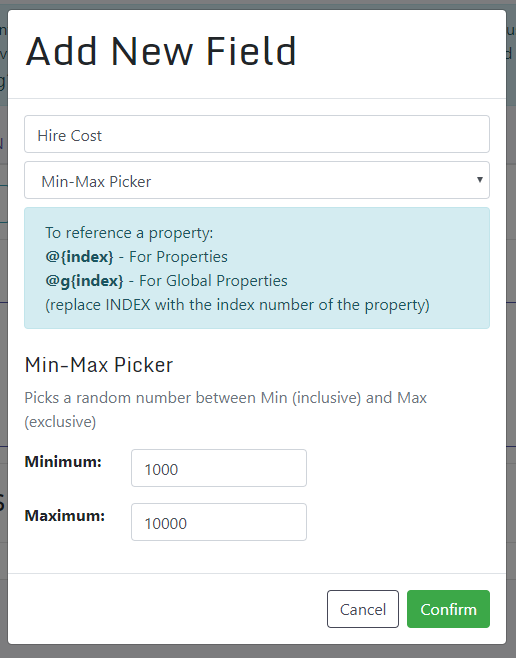 Add New Field
Hire Cost
Min-Max Picker
To reference a property:
@{index} - For Properties
@g{index} - For Global Properties
(replace INDEX with the index number of the property)
Min-Max Picker
Picks a random number between Min (inclusive) and Max
(exclusive)
Minimum: 1000
Maximum: 10000
Cancel Confirm